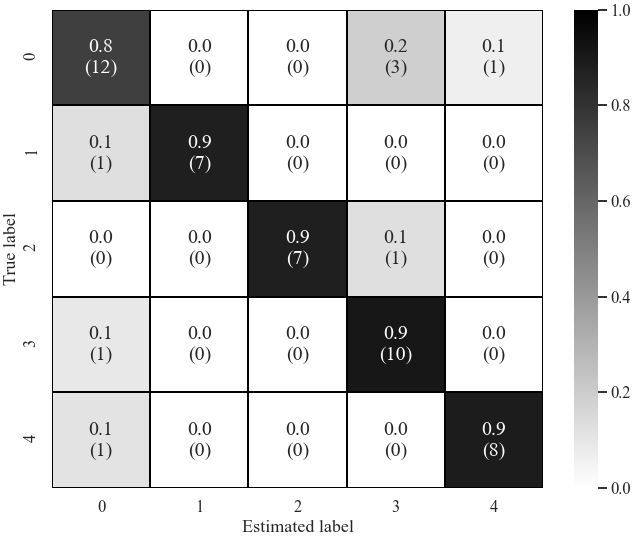 0.8 0.0 0.0 0.2 0.1
(12) (0) (0) (3) (1)
0
0.1 0.9 0.0 0.0 0.0
(1) (7) (0) (0) (0)
1
0.0 0.0 0.9 0.1 0.0
(0) (0) (7) (1) (0)
2
0.1 0.0 0.0 0.9 0.0
(1) (0) (0) (10) (0)
3
0.1 0.0 0.0 0.0 0.9
(1) (0) (0) (0) (8)
4
True label
0 1 2 3 4
Estimated label
1.0
0.8
0.6
0.4
0.2
0.0